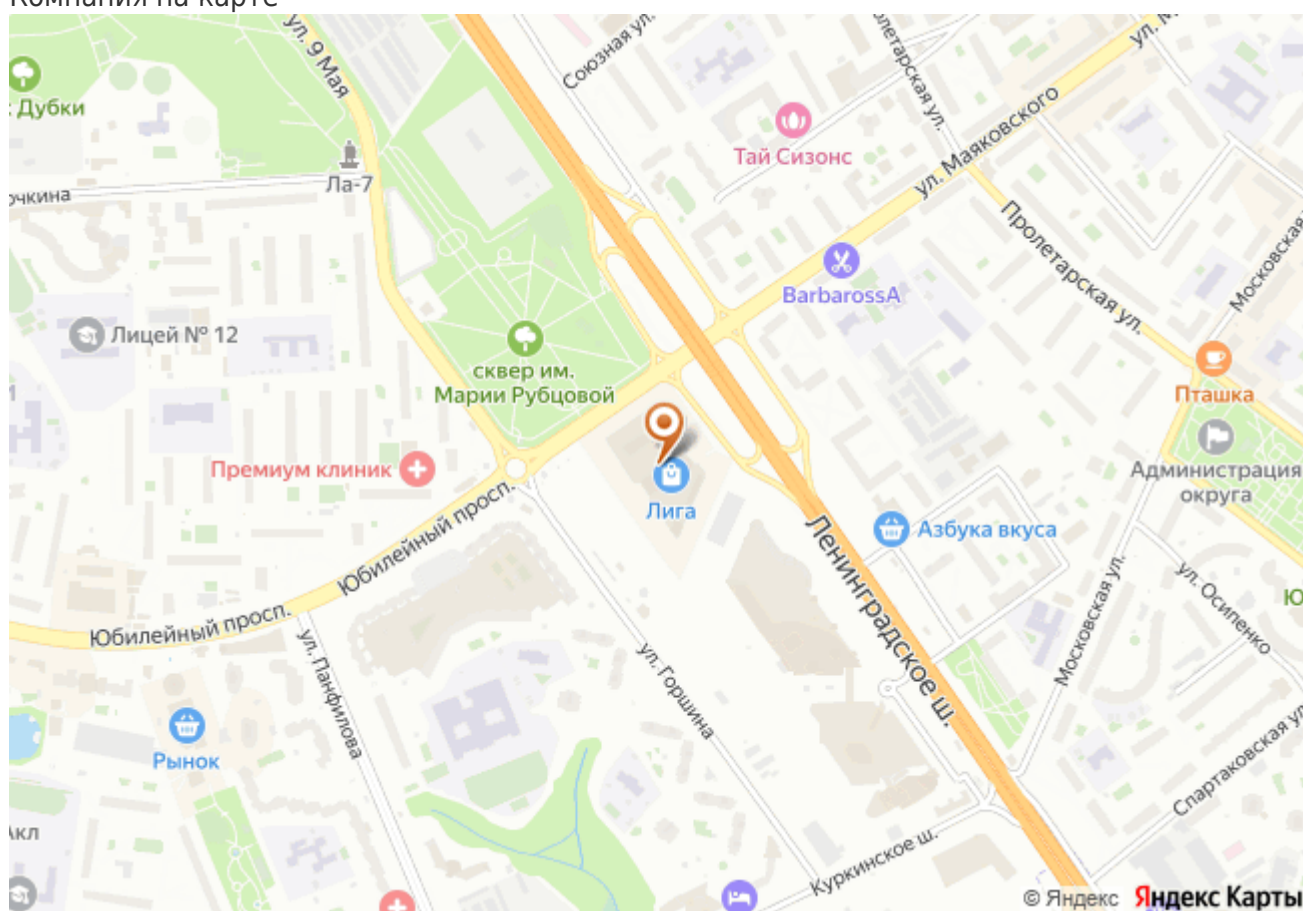 Компания на карте
ул. 9 Мая
Союзная ул.
Пролетарская ул.
Дубки
Тай Сизонс
ул. Маяковского
Ла-7
Пролетарская ул.
Московская
BarbarossA
Лицей № 12
сквер им.
Марии Рубцовой
Пташка
Администрация
округа
Премиум клиник
Лига
Юбилейный просп.
Азбука вкуса
Ленинградское ш.
ул. Осипенко
Московская ул.
Юбилейный просп.
ул. Панфилова
ул. Горшина
Рынок
Спартаковская ул
Куркинское ш.
© Яндекс Яндекс Карты